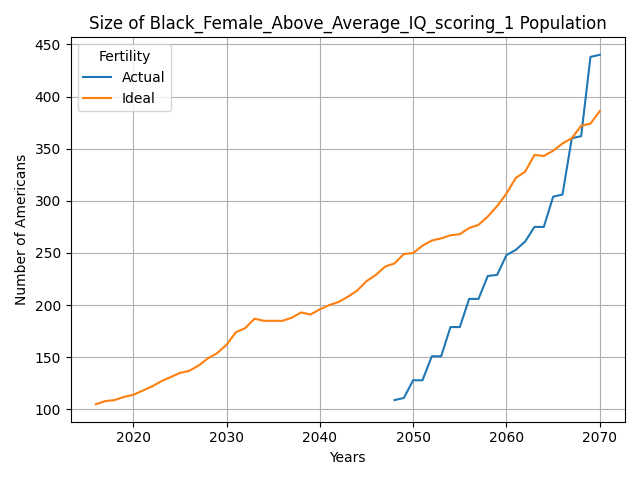 Size of Black_Female_Above_Average_IQ_scoring_1 Population
Fertility
Actual
Ideal
Number of Americans
450
400
350
300
250
200
150
100
2020 2030 2040 2050 2060 2070
Years